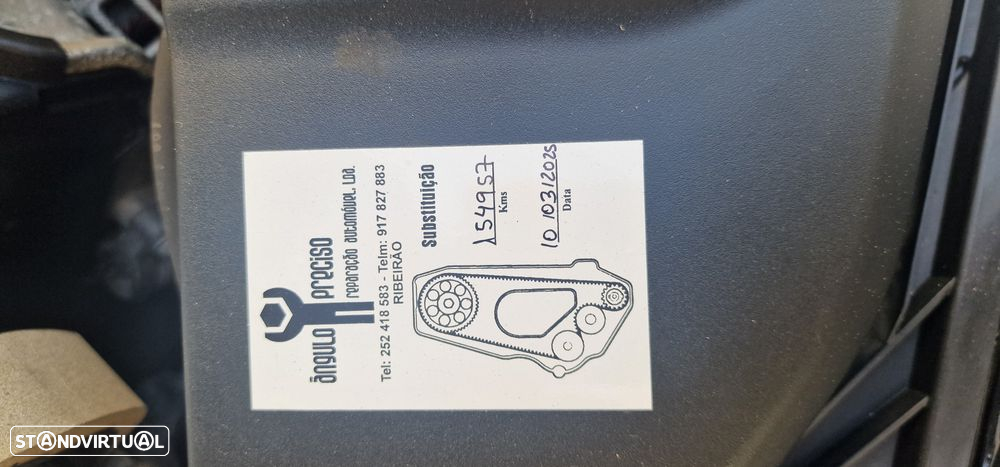 ângulo preciso
reparação automóvel, Lda.
Tel: 252 418 583 - Telm: 917 827 883
RIBEIRÃO
Substituição
154957
Kms
10/03/2025
Data
STANDVIRTUAL